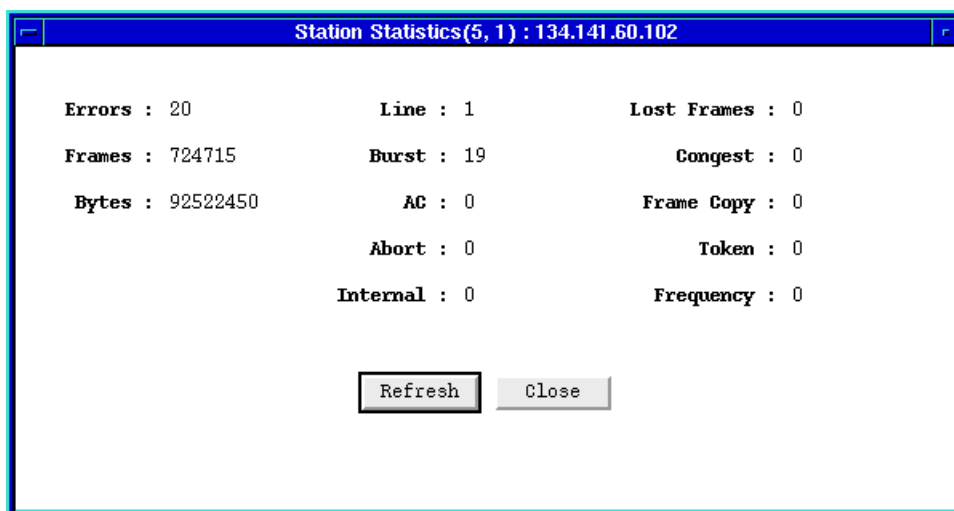 Station Statistics(5, 1) : 134.141.60.102
Errors : 20 Line : 1 Lost Frames : 0
Frames : 724715 Burst : 19 Congest : 0
Bytes : 92522450 AC : 0 Frame Copy : 0
Abort : 0 Token : 0
Internal : 0 Frequency : 0
Refresh Close